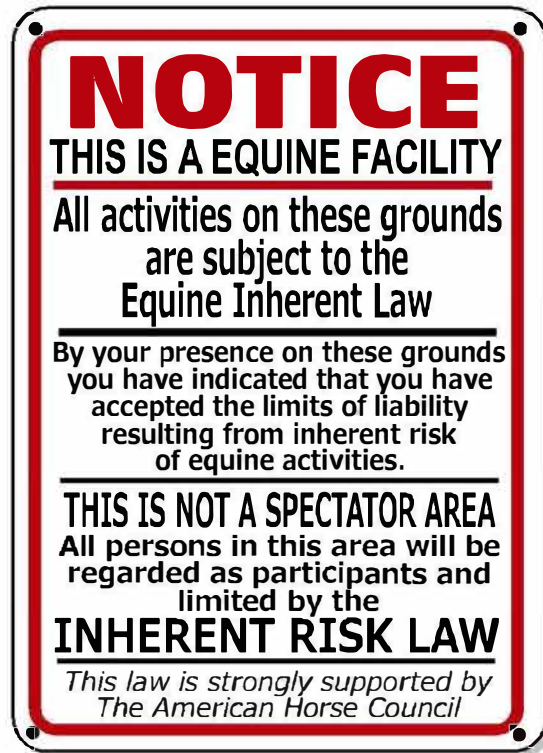 NOTICE
THIS IS A EQUINE FACILITY
All activities on these grounds
are subject to the
Equine Inherent Law
By your presence on these grounds
you have indicated that you have
accepted the limits of liability
resulting from inherent risk
of equine activities.
THIS IS NOT A SPECTATOR AREA
All persons in this area will be
regarded as participants and
limited by the
INHERENT RISK LAW
This law is strongly supported by
The American Horse Council